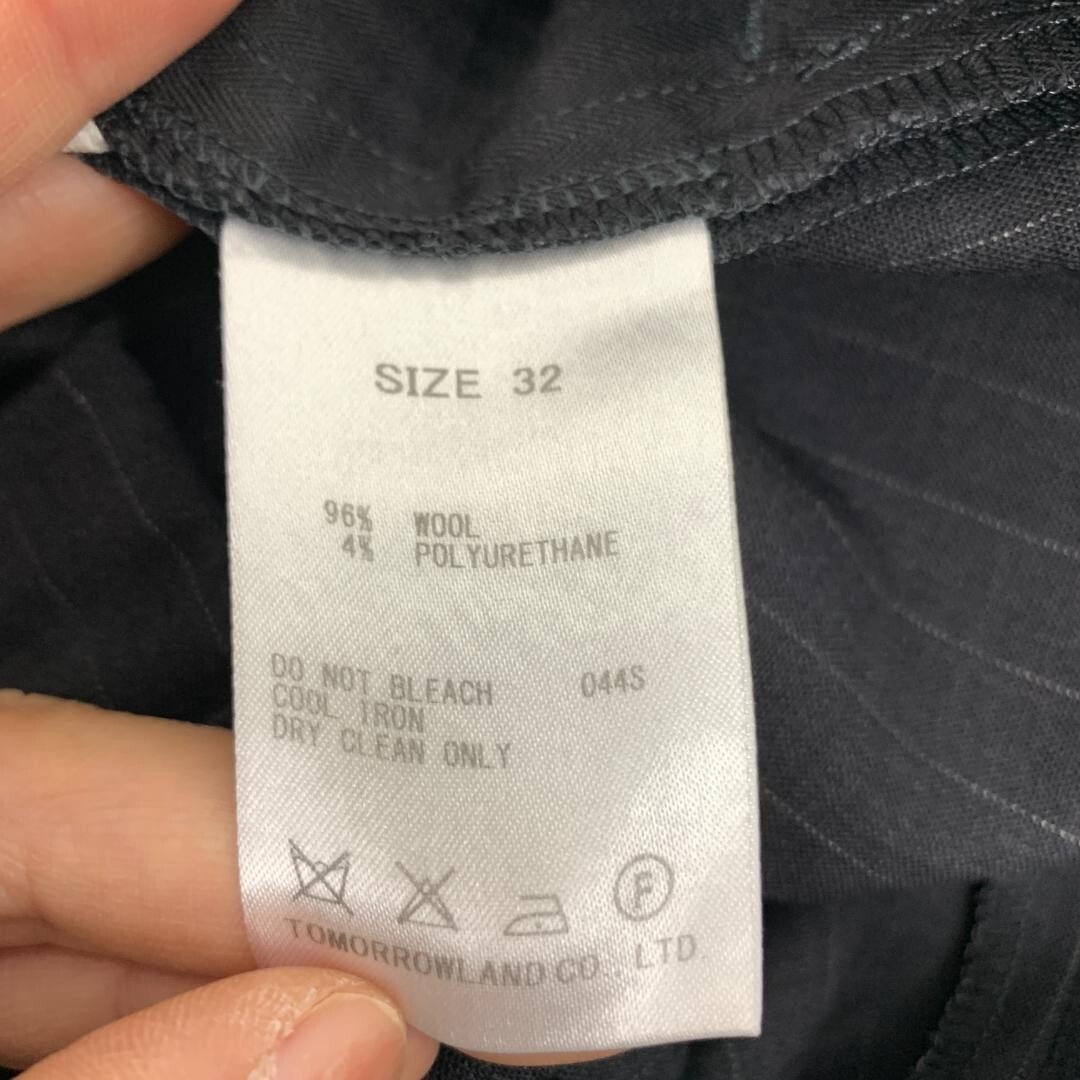 SIZE 32
96% WOOL
4% POLYURETHANE
DO NOT BLEACH 044S
COOL IRON
DRY CLEAN ONLY
F
TOMORROWLAND CO., LTD.